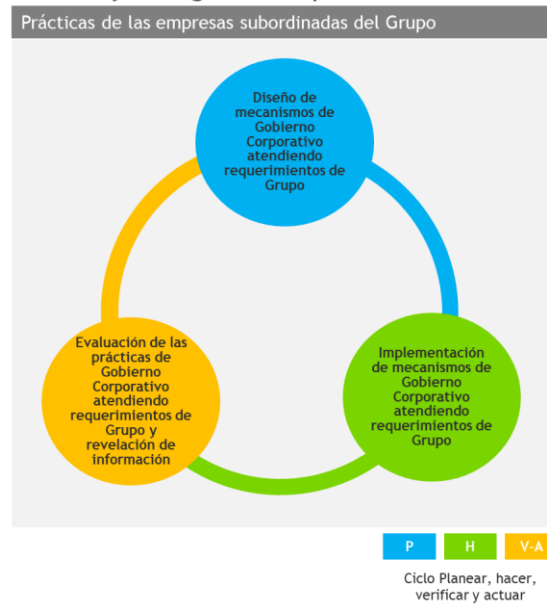 Prácticas de las empresas subordinadas del Grupo
Diseño de
mecanismos de
Gobierno
Corporativo
atendiendo
requerimientos de
Grupo
Evaluación de las
prácticas de
Gobierno
Corporativo
atendiendo
requerimientos de
Grupo y
revelación de
información
Implementación
de mecanismos de
Gobierno
Corporativo
atendiendo
requerimientos de
Grupo
P
H
V-A
Ciclo Planear, hacer,
verificar y actuar